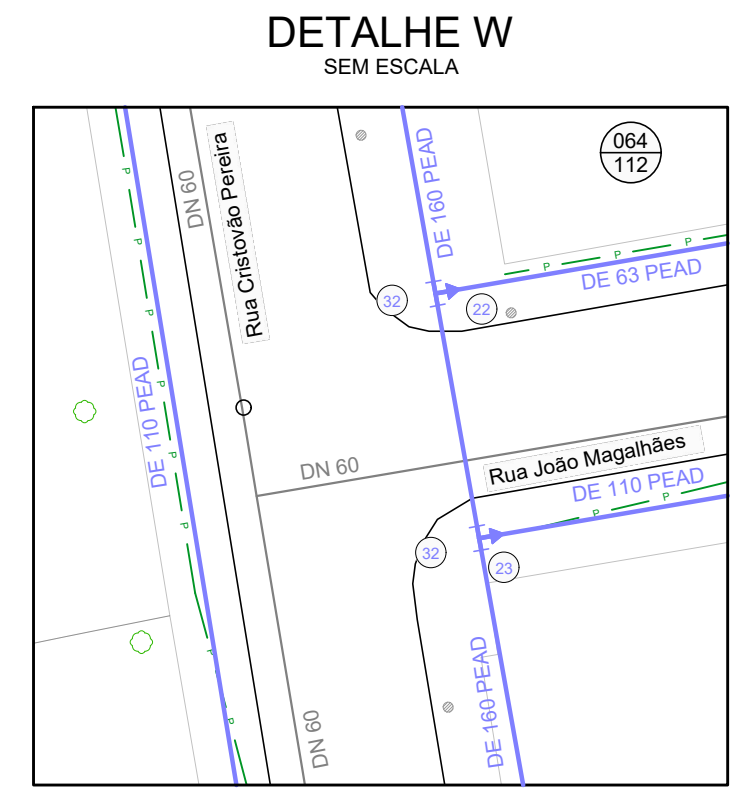 DETALHE W
SEM ESCALA
064
112
DN 60
Rua Cristovão Pereira
DE 160 PEAD
P
P
P
P
P
P
DE 63 PEAD
32
22
P
P
DE 110 PEAD
P
P
DN 60
Rua João Magalhães
DE 110 PEAD
P
P
P
32
23
P
P
DN 60
DE 160 PEAD